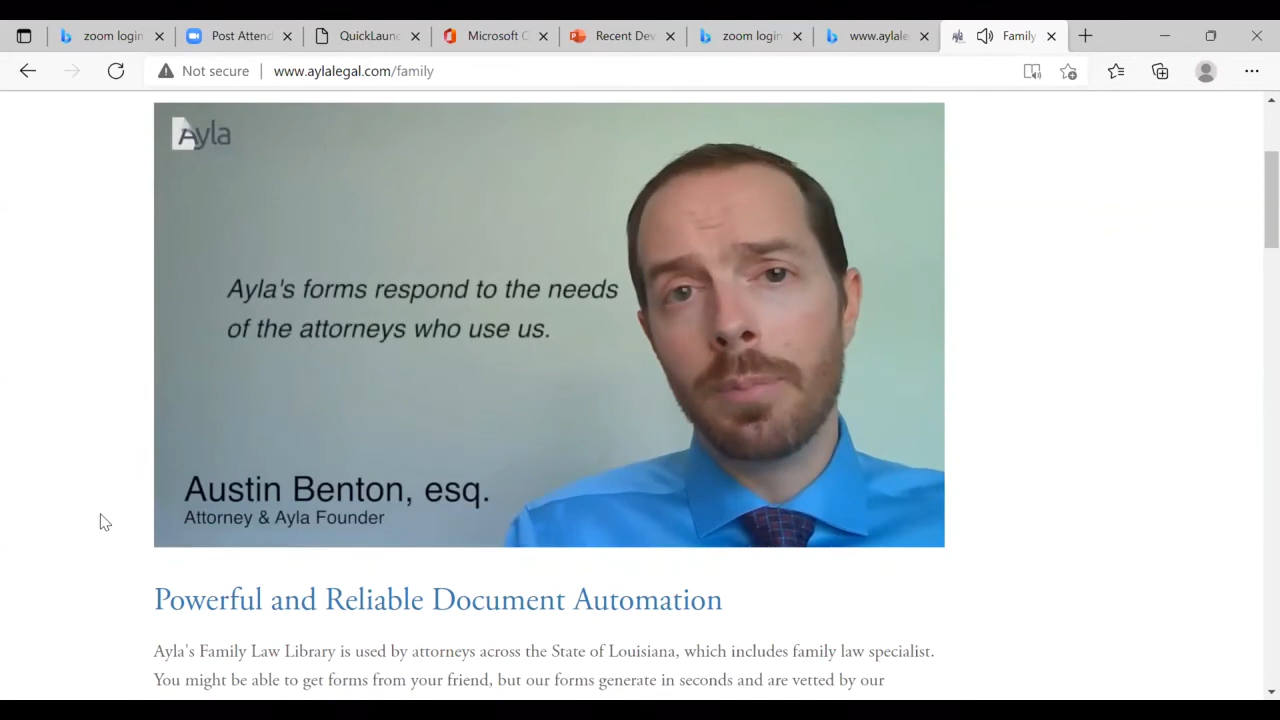 zoom login
Post Attend
QuickLaunc
Microsoft O
Recent Dev
zoom login
www.aylale
Family
Not secure
www.aylalegal.com/family
Ayla
Ayla's forms respond to the needs
of the attorneys who use us.
Austin Benton, esq.
Attorney & Ayla Founder
Powerful and Reliable Document Automation
Ayla's Family Law Library is used by attorneys across the State of Louisiana, which includes family law specialist.
You might be able to get forms from your friend, but our forms generate in seconds and are vetted by our